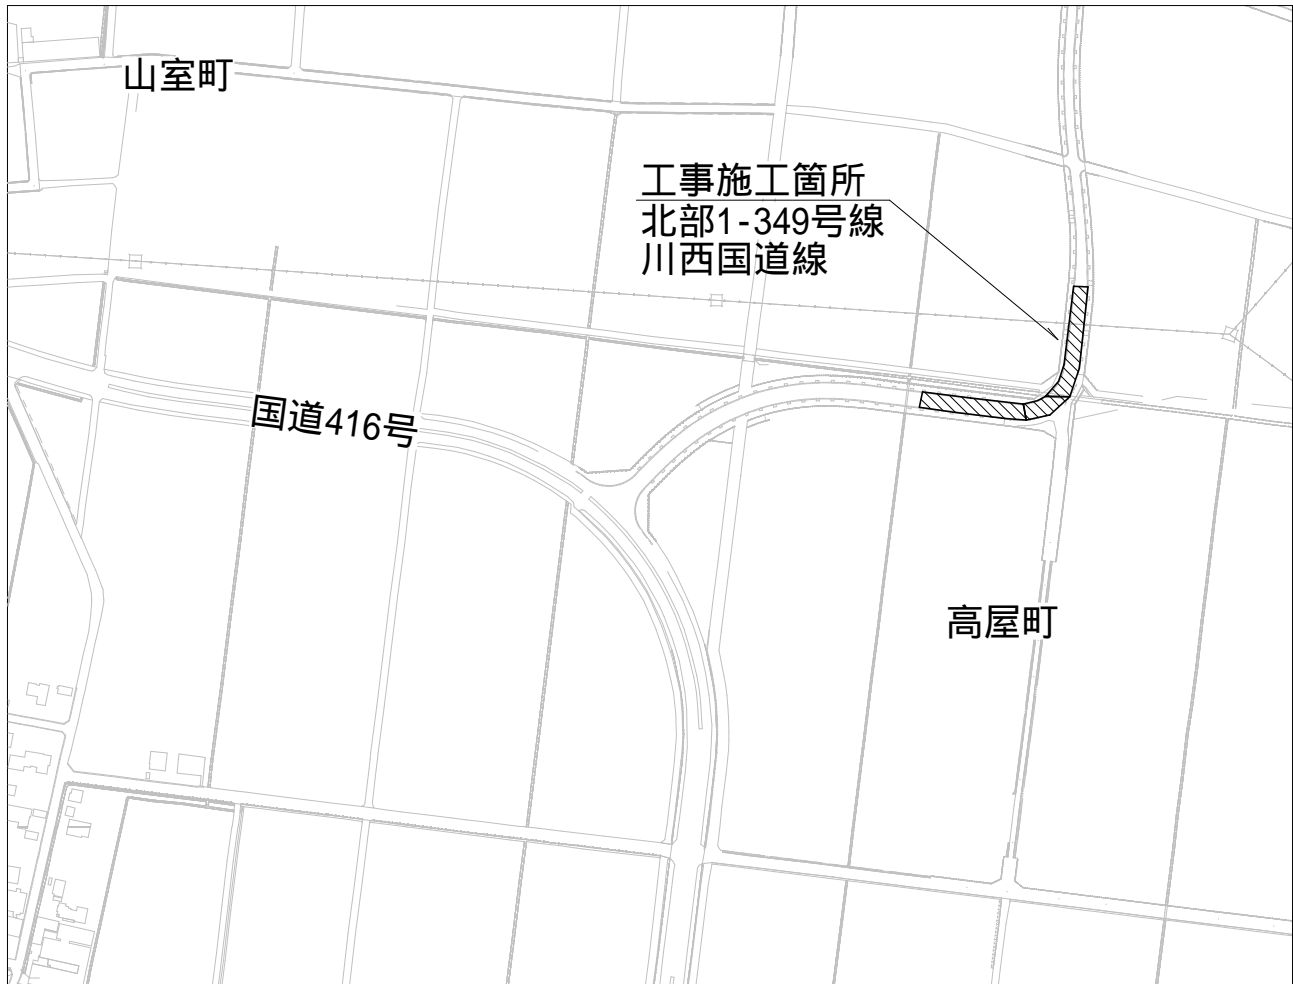 山室町
工事施工箇所
北部1-349号線
川西国道線
国道416号
高屋町